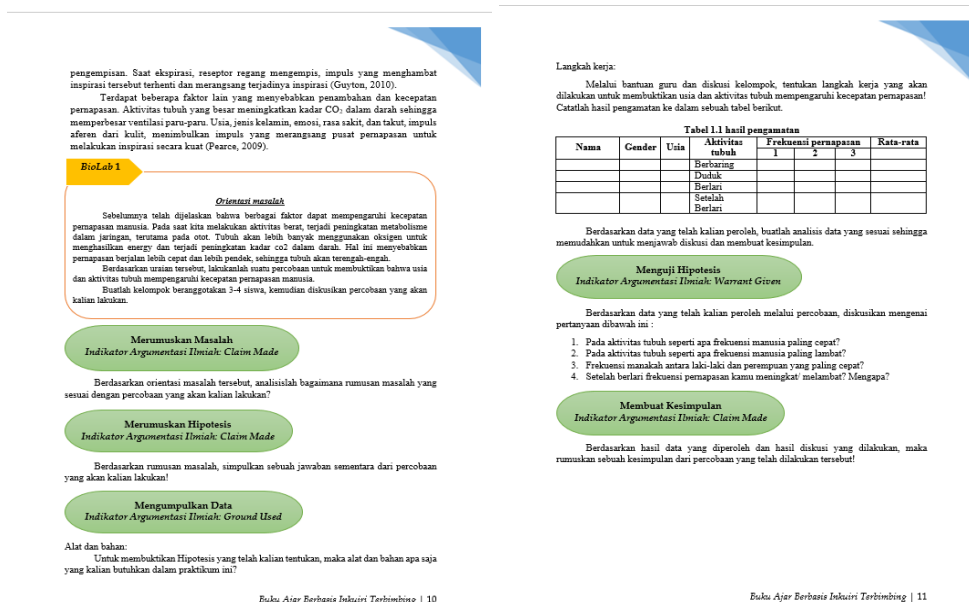 pengempisan. Saat ekspirasi, reseptor regang mengempis, impuls yang menghambat
inspirasi tersebut terhenti dan merangsang terjadinya inspirasi (Guyton, 2010).
Terdapat beberapa faktor lain yang menyebabkan penambahan dan kecepatan
pernapasan. Aktivitas tubuh yang besar meningkatkan kadar CO₂ dalam darah sehingga
memperbesar ventilasi paru-paru. Usia, jenis kelamin, emosi, rasa sakit, dan takut, impuls
aferen dari kulit, menimbulkan impuls yang merangsang pusat pernapasan untuk
melakukan inspirasi secara kuat (Pearce, 2009).
BioLab 1
Orientasi masalah
Sebelumnya telah dijelaskan bahwa berbagai faktor dapat mempengaruhi kecepatan
pernapasan manusia. Pada saat kita melakukan aktivitas berat, terjadi peningkatan metabolisme
dalam jaringan, terutama pada otot. Tubuh akan lebih banyak menggunakan oksigen untuk
menghasilkan energy dan terjadi peningkatan kadar co2 dalam darah. Hal ini menyebabkan
pernapasan berjalan lebih cepat dan lebih pendek, sehingga tubuh akan terengah-engah.
Berdasarkan uraian tersebut, lakukanlah suatu percobaan untuk membuktikan bahwa usia
dan aktivitas tubuh mempengaruhi kecepatan pernapasan manusia.
Buatlah kelompok beranggotakan 3-4 siswa, kemudian diskusikan percobaan yang akan
kalian lakukan.
Merumuskan Masalah
Indikator Argumentasi Ilmiah: Claim Made
Berdasarkan orientasi masalah tersebut, analisislah bagaimana rumusan masalah yang
sesuai dengan percobaan yang akan kalian lakukan?
Merumuskan Hipotesis
Indikator Argumentasi Ilmiah: Claim Made
Berdasarkan rumusan masalah, simpulkan sebuah jawaban sementara dari percobaan
yang akan kalian lakukan!
Mengumpulkan Data
Indikator Argumentasi Ilmiah: Ground Used
Alat dan bahan:
Untuk membuktikan Hipotesis yang telah kalian tentukan, maka alat dan bahan apa saja
yang kalian butuhkan dalam praktikum ini?
Buku Ajar Berbasis Inkuiri Terbimbing | 10
Langkah kerja:
Melalui bantuan guru dan diskusi kelompok, tentukan langkah kerja yang akan
dilakukan untuk membuktikan usia dan aktivitas tubuh mempengaruhi kecepatan pernapasan!
Catatlah hasil pengamatan ke dalam sebuah tabel berikut.
Tabel 1.1 hasil pengamatan
Nama Gender Usia Aktivitas tubuh Frekuensi pernapasan Rata-rata
1 2 3
Berbaring
Duduk
Berlari
Setelah
Berlari
Berdasarkan data yang telah kalian peroleh, buatlah analisis data yang sesuai sehingga
memudahkan untuk menjawab diskusi dan membuat kesimpulan.
Menguji Hipotesis
Indikator Argumentasi Ilmiah: Warrant Given
Berdasarkan data yang telah kalian peroleh melalui percobaan, diskusikan mengenai
pertanyaan dibawah ini :
1. Pada aktivitas tubuh seperti apa frekuensi manusia paling cepat?
2. Pada aktivitas tubuh seperti apa frekuensi manusia paling lambat?
3. Frekuensi manakah antara laki-laki dan perempuan yang paling cepat?
4. Setelah berlari frekuensi pernapasan kamu meningkat/ melambat? Mengapa?
Membuat Kesimpulan
Indikator Argumentasi Ilmiah: Claim Made
Berdasarkan hasil data yang diperoleh dan hasil diskusi yang dilakukan, maka
rumuskan sebuah kesimpulan dari percobaan yang telah dilakukan tersebut!
Buku Ajar Berbasis Inkuiri Terbimbing | 11